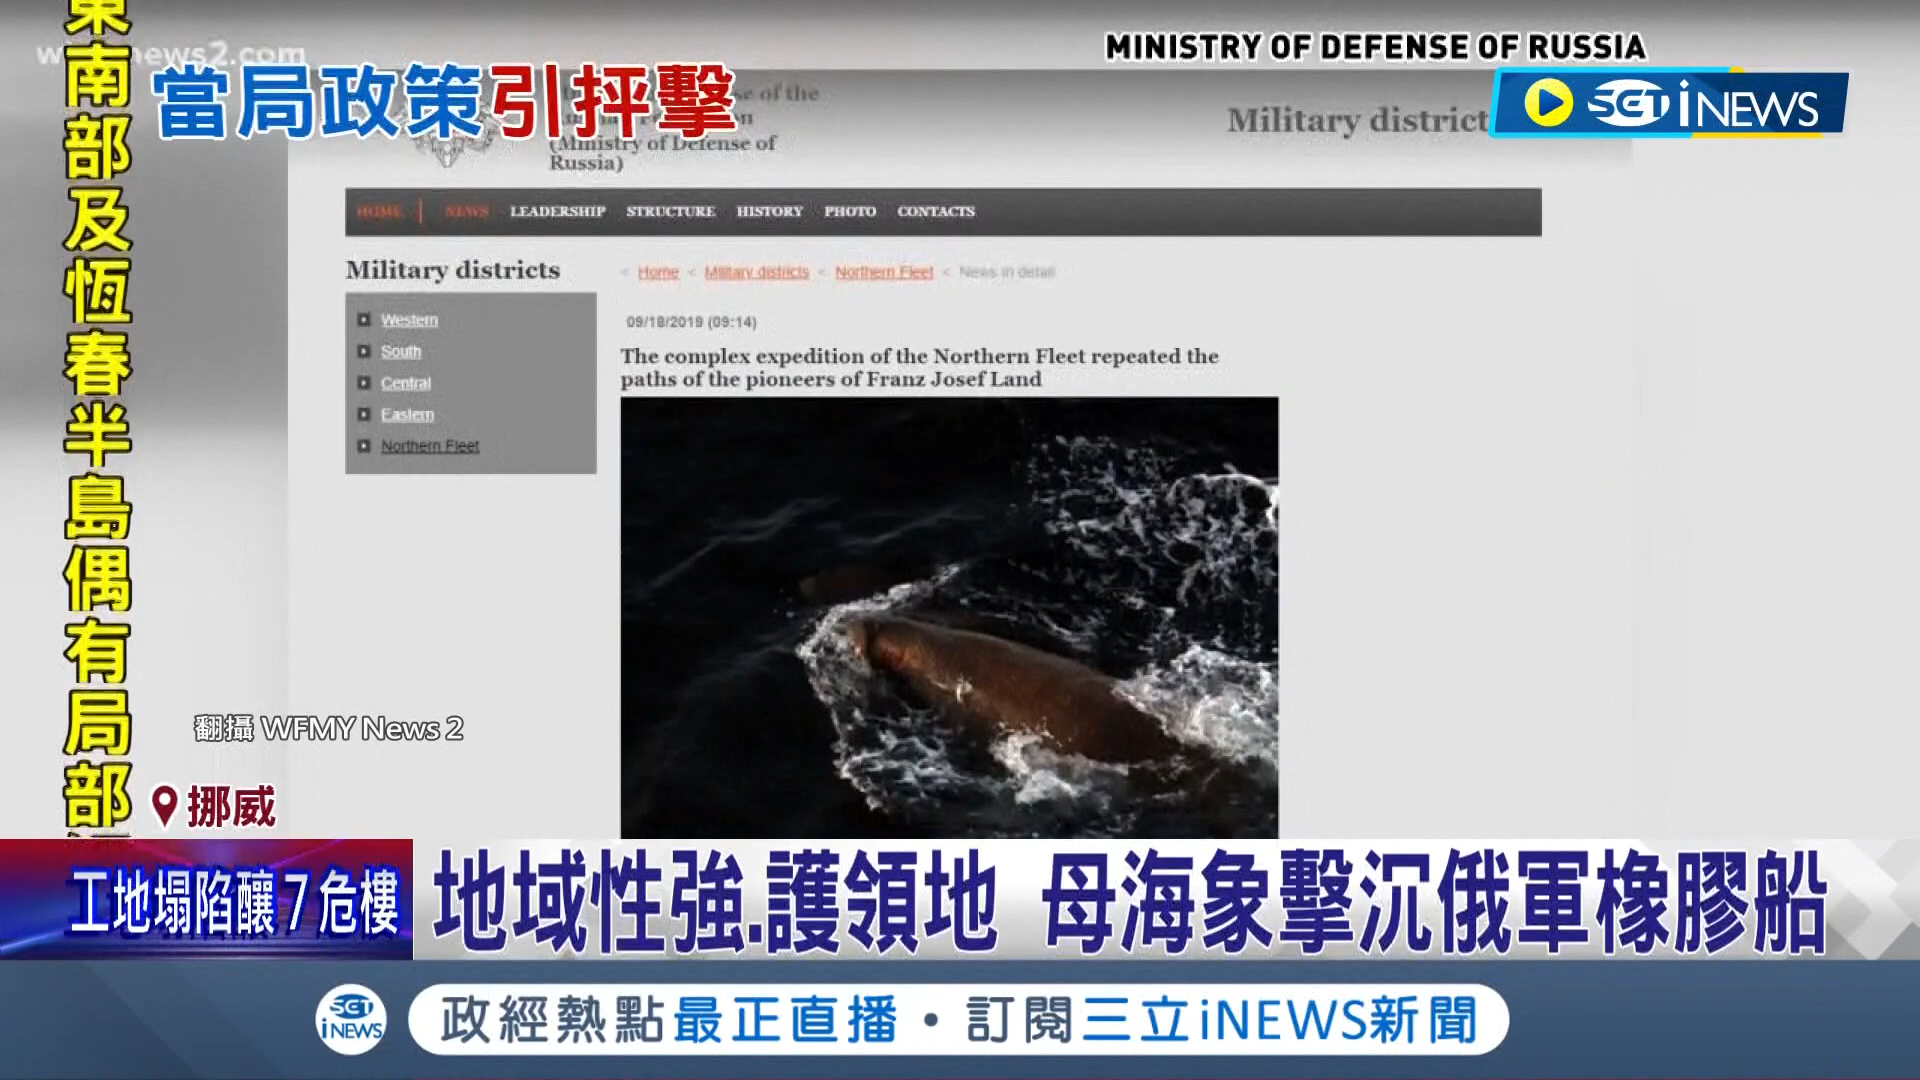 MINISTRY OF DEFENSE OF RUSSIA
news2.com
當局政策引抨擊
SET iNEWS
東南部及恆春半島偶有局部
of the
(Ministry of Defense of
Russia)
Military district
HOME
NEWS
LEADERSHIP
STRUCTURE
HISTORY
PHOTO
CONTACTS
Military districts
Western
South
Central
Eastern
Northern Fleet
< Home < Military districts < Northern Fleet < News in detail
09/18/2019 (09:14)
The complex expedition of the Northern Fleet repeated the
paths of the pioneers of Franz Josef Land
翻攝 WFMY News 2
挪威
工地塌陷釀7危樓
地域性強.護領地 母海象擊沉俄軍橡膠船
SET iNEWS
政經熱點最正直播・訂閱三立iNEWS新聞